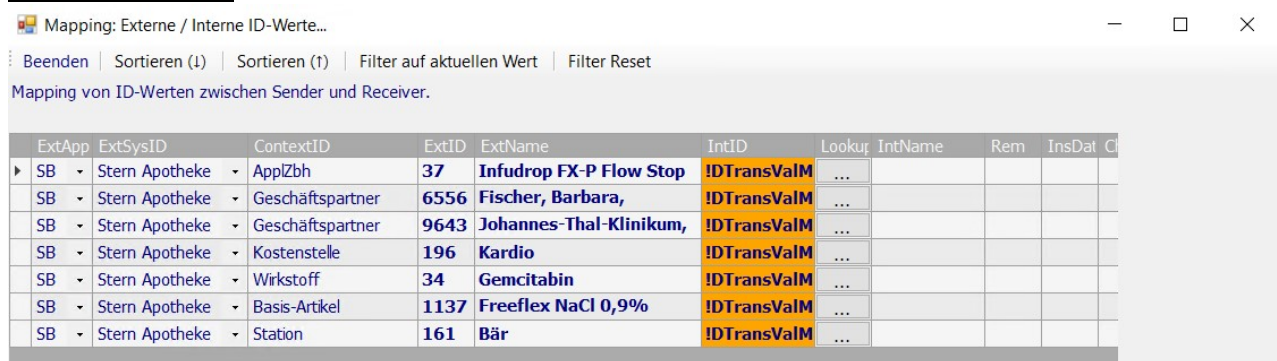 Mapping: Externe / Interne ID-Werte...
Beenden Sortieren (↓) Sortieren (↑) Filter auf aktuellen Wert Filter Reset
Mapping von ID-Werten zwischen Sender und Receiver.
ExtApp ExtSysID ContextID ExtID ExtName IntID Lookup IntName Rem InsDat
SB Stern Apotheke ApplZbh 37 Infudrop FX-P Flow Stop !DTransValM ...
SB Stern Apotheke Geschäftspartner 6556 Fischer, Barbara, !DTransValM ...
SB Stern Apotheke Geschäftspartner 9643 Johannes-Thal-Klinikum, !DTransValM ...
SB Stern Apotheke Kostenstelle 196 Kardio !DTransValM ...
SB Stern Apotheke Wirkstoff 34 Gemcitabin !DTransValM ...
SB Stern Apotheke Basis-Artikel 1137 Freeflex NaCl 0,9% !DTransValM ...
SB Stern Apotheke Station 161 Bär !DTransValM ...